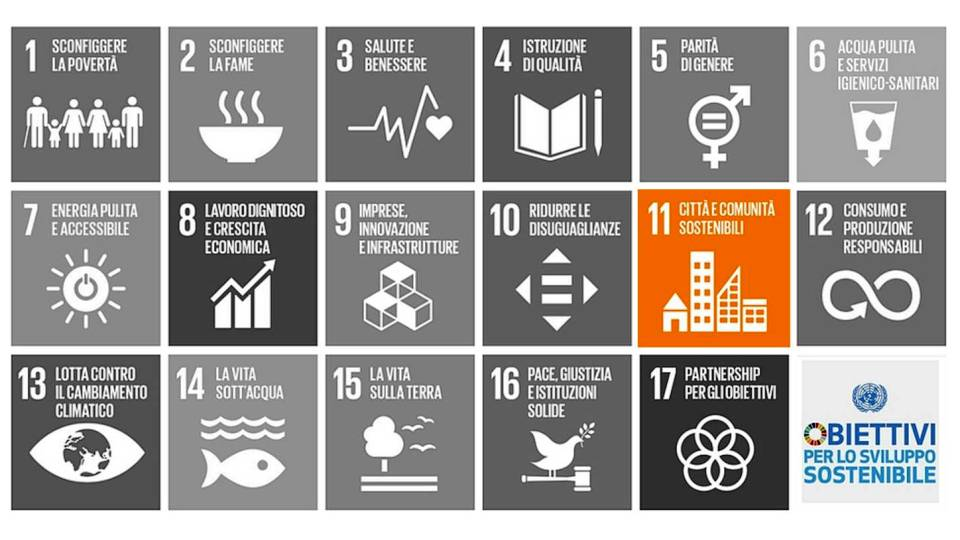 1 SCONFIGGERE
LA POVERTÀ
2 SCONFIGGERE
LA FAME
3 SALUTE E
BENESSERE
4 ISTRUZIONE
DI QUALITÀ
5 PARITÀ
DI GENERE
6 ACQUA PULITA
E SERVIZI
IGIENICO-SANITARI
7 ENERGIA PULITA
E ACCESSIBILE
8 LAVORO DIGNITOSO
E CRESCITA
ECONOMICA
9 IMPRESE,
INNOVAZIONE
E INFRASTRUTTURE
10 RIDURRE LE
DISUGUAGLIANZE
11 CITTÀ E COMUNITÀ
SOSTENIBILI
12 CONSUMO E
PRODUZIONE
RESPONSABILI
13 LOTTA CONTRO
IL CAMBIAMENTO
CLIMATICO
14 LA VITA
SOTT'ACQUA
15 LA VITA
SULLA TERRA
16 PACE, GIUSTIZIA
E ISTITUZIONI
SOLIDE
17 PARTNERSHIP
PER GLI OBIETTIVI
OBIETTIVI
PER LO SVILUPPO
SOSTENIBILE